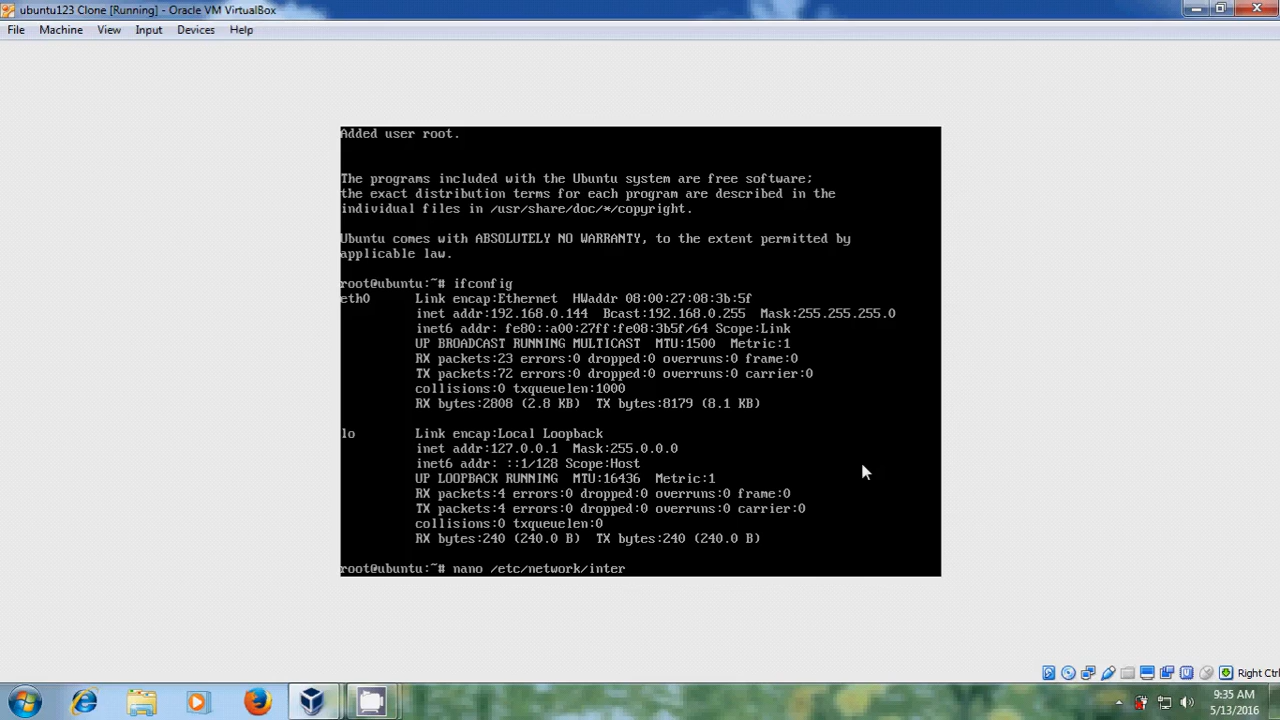 ubuntu123 Clone [Running] - Oracle VM VirtualBox
File Machine View Input Devices Help
Added user root.
The programs included with the Ubuntu system are free software;
the exact distribution terms for each program are described in the
individual files in /usr/share/doc/*/copyright.
Ubuntu comes with ABSOLUTELY NO WARRANTY, to the extent permitted by
applicable law.
root@ubuntu:~# ifconfig
eth0 Link encap:Ethernet HWaddr 08:00:27:08:3b:5f
inet addr:192.168.0.144 Bcast:192.168.0.255 Mask:255.255.255.0
inet6 addr: fe80::a00:27ff:fe08:3b5f/64 Scope:Link
UP BROADCAST RUNNING MULTICAST MTU:1500 Metric:1
RX packets:23 errors:0 dropped:0 overruns:0 frame:0
TX packets:72 errors:0 dropped:0 overruns:0 carrier:0
collisions:0 txqueuelen:1000
RX bytes:2808 (2.8 KB) TX bytes:8179 (8.1 KB)
lo Link encap:Local Loopback
inet addr:127.0.0.1 Mask:255.0.0.0
inet6 addr: ::1/128 Scope:Host
UP LOOPBACK RUNNING MTU:16436 Metric:1
RX packets:4 errors:0 dropped:0 overruns:0 frame:0
TX packets:4 errors:0 dropped:0 overruns:0 carrier:0
collisions:0 txqueuelen:0
RX bytes:240 (240.0 B) TX bytes:240 (240.0 B)
root@ubuntu:~# nano /etc/network/inter
Right Ctrl
9:35 AM
5/13/2016